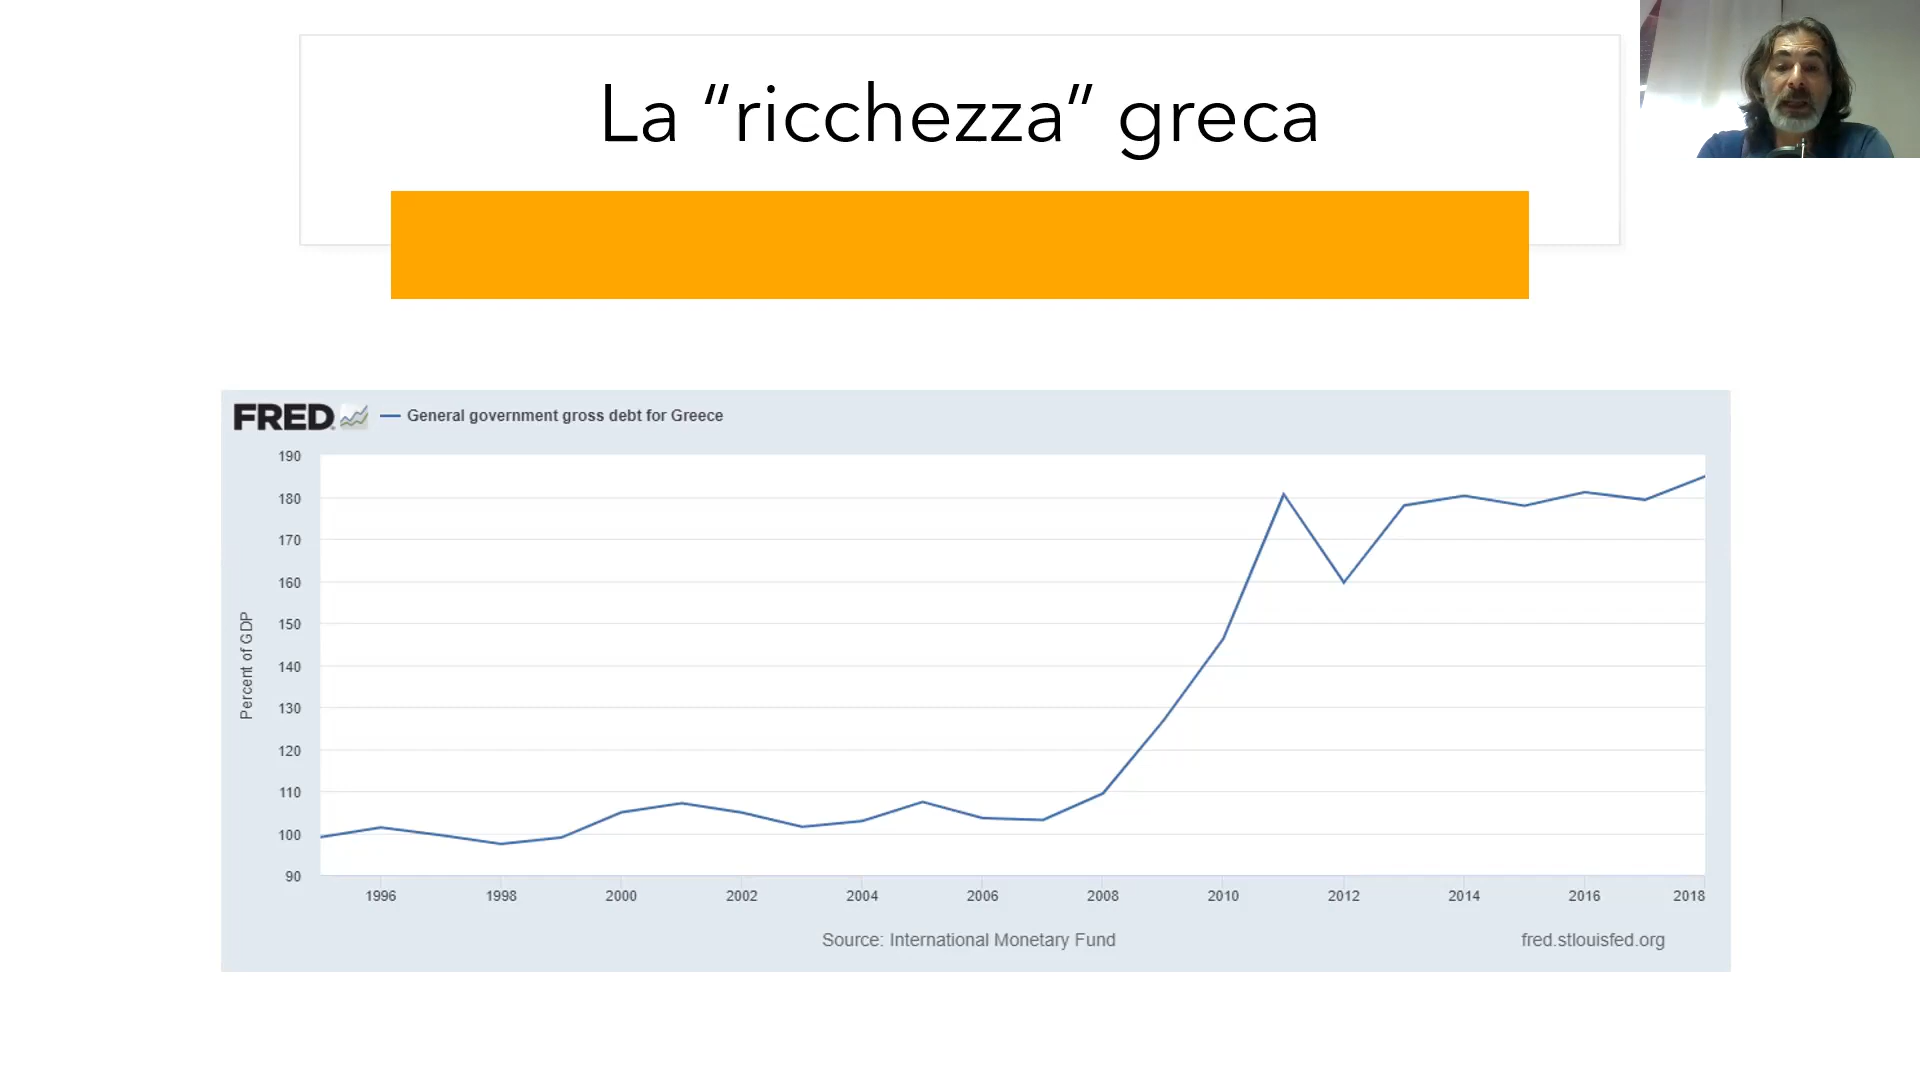 La “ricchezza” greca
FRED
General government gross debt for Greece
Percent of GDP
190
180
170
160
150
140
130
120
110
100
90
1996 1998 2000 2002 2004 2006 2008 2010 2012 2014 2016 2018
Source: International Monetary Fund
fred.stlouisfed.org